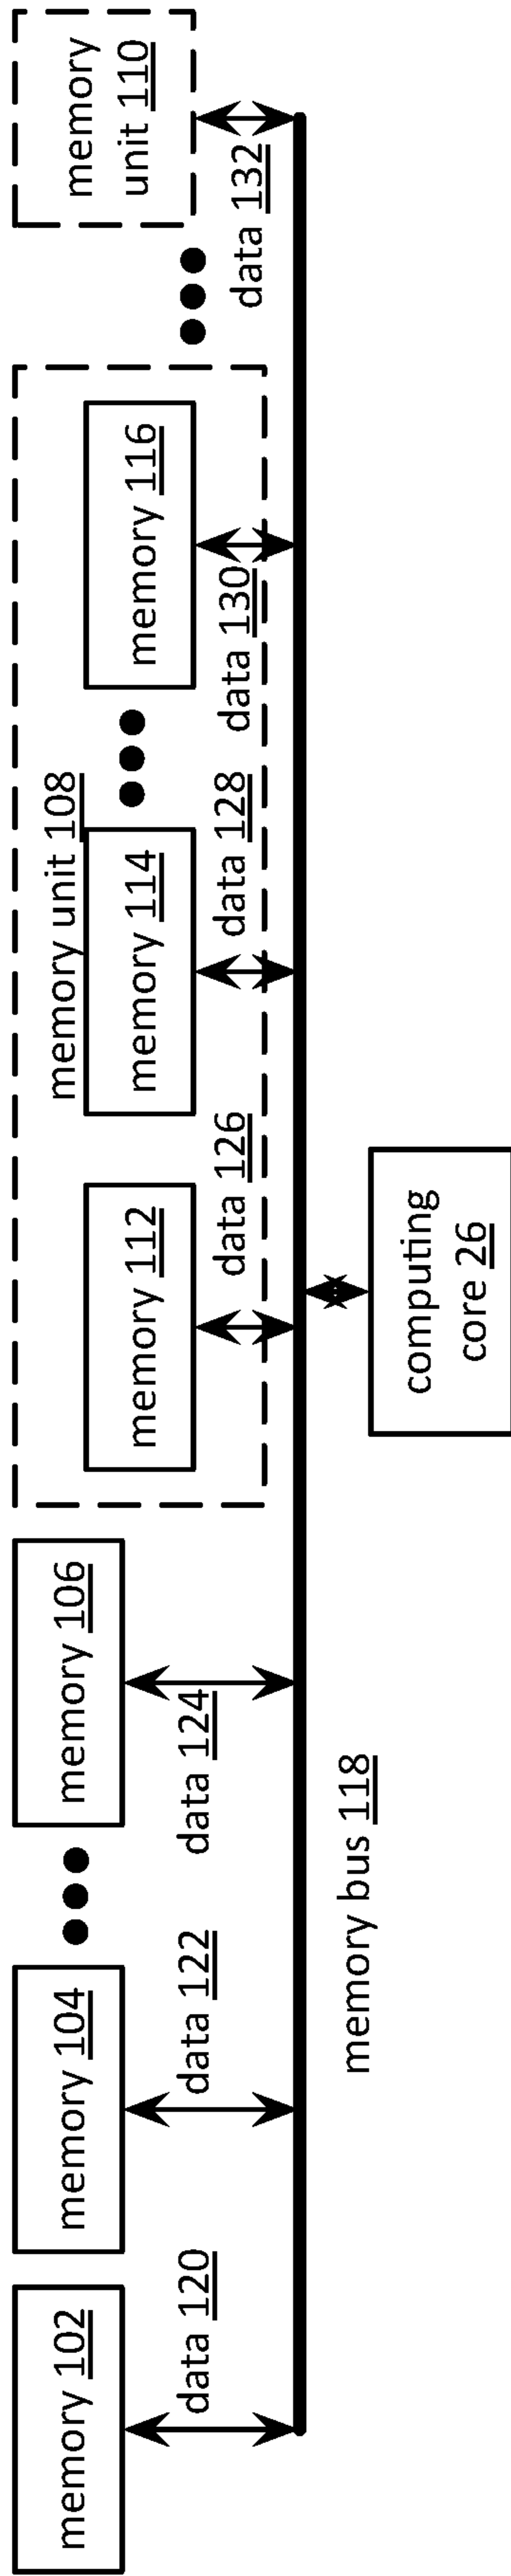 memory 102
memory 104
memory 106
memory unit 108
memory 112
memory 114
memory 116
memory
unit 110
data 120
data 122
data 124
data 126
data 128
data 130
data 132
memory bus 118
computing
core 26